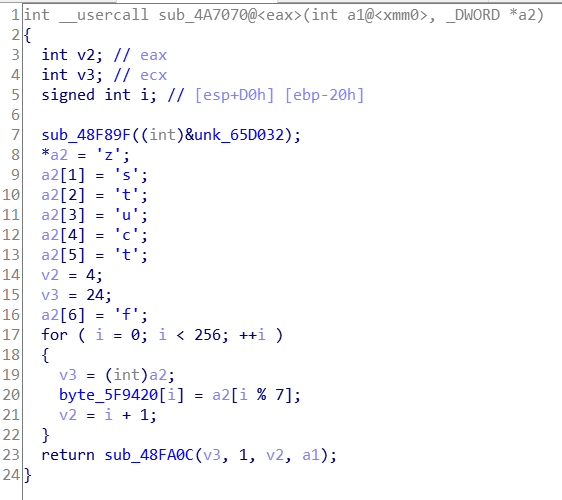 1 int __usercall sub_4A7070@<eax>(int a1@<xmm0>, _DWORD *a2)
2 {
3   int v2; // eax
4   int v3; // ecx
5   signed int i; // [esp+D0h] [ebp-20h]
6
7   sub_48F89F((int)&unk_65D032);
8   *a2 = 'z';
9   a2[1] = 's';
10   a2[2] = 't';
11   a2[3] = 'u';
12   a2[4] = 'c';
13   a2[5] = 't';
14   v2 = 4;
15   v3 = 24;
16   a2[6] = 'f';
17   for ( i = 0; i < 256; ++i )
18   {
19     v3 = (int)a2;
20     byte_5F9420[i] = a2[i % 7];
21     v2 = i + 1;
22   }
23   return sub_48FA0C(v3, 1, v2, a1);
24 }